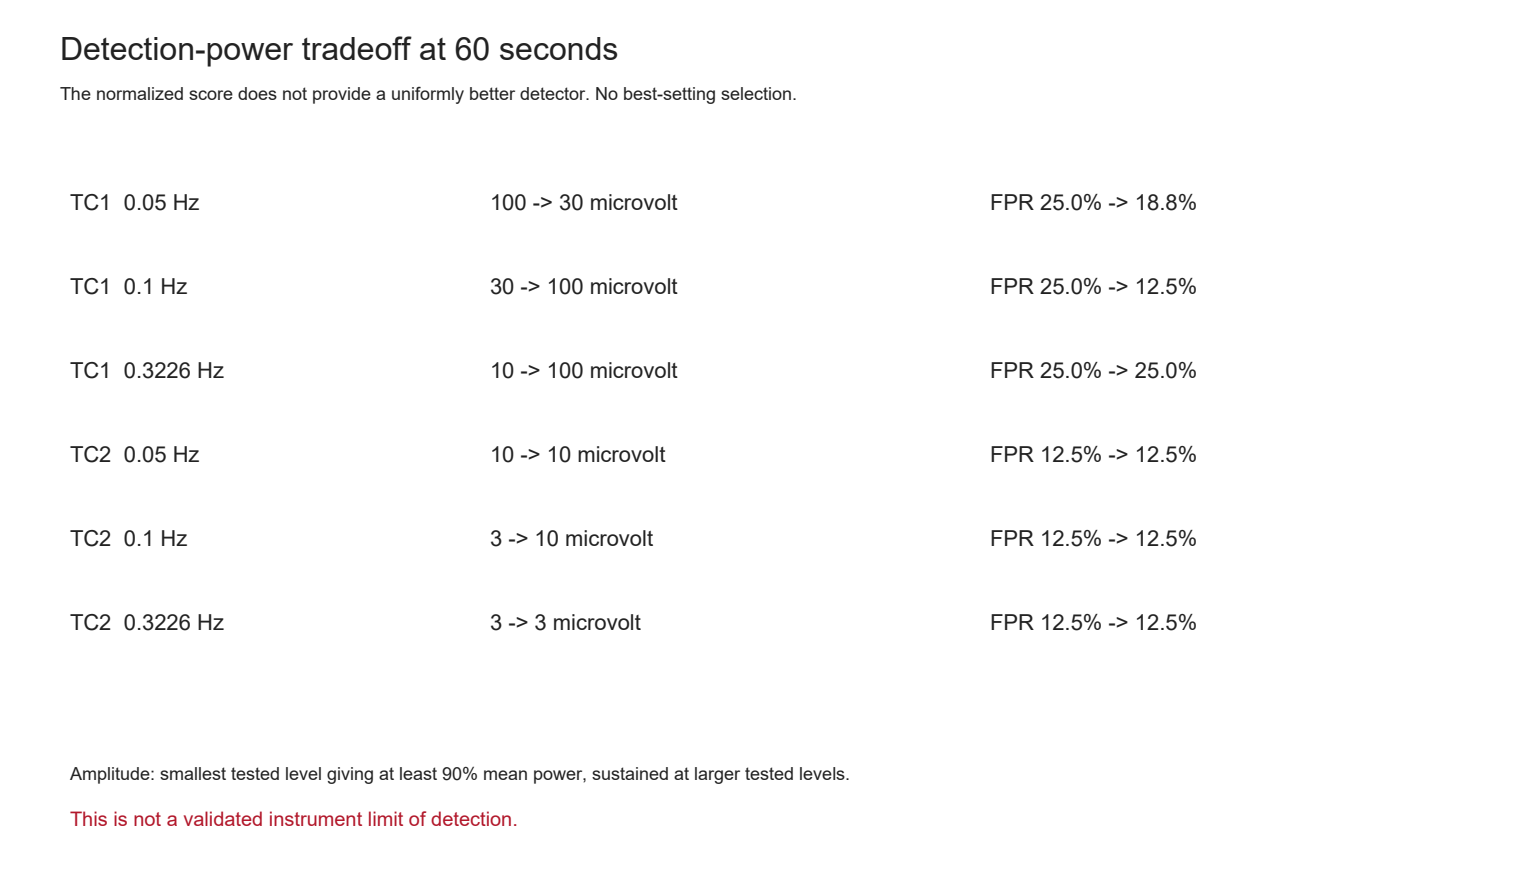 Detection-power tradeoff at 60 seconds
The normalized score does not provide a uniformly better detector. No best-setting selection.
TC1 0.05 Hz 100 -> 30 microvolt FPR 25.0% -> 18.8%
TC1 0.1 Hz 30 -> 100 microvolt FPR 25.0% -> 12.5%
TC1 0.3226 Hz 10 -> 100 microvolt FPR 25.0% -> 25.0%
TC2 0.05 Hz 10 -> 10 microvolt FPR 12.5% -> 12.5%
TC2 0.1 Hz 3 -> 10 microvolt FPR 12.5% -> 12.5%
TC2 0.3226 Hz 3 -> 3 microvolt FPR 12.5% -> 12.5%
Amplitude: smallest tested level giving at least 90% mean power, sustained at larger tested levels.
This is not a validated instrument limit of detection.